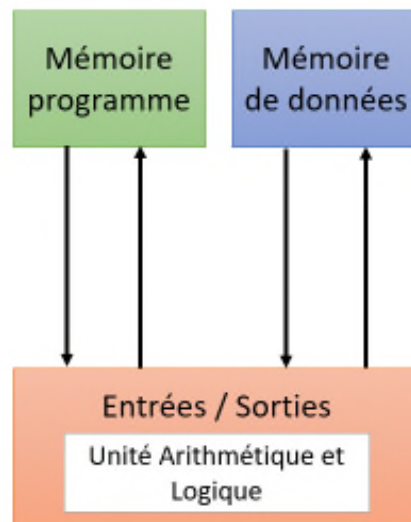 Mémoire
programme
Mémoire
de données
Entrées / Sorties
Unité Arithmétique et
Logique